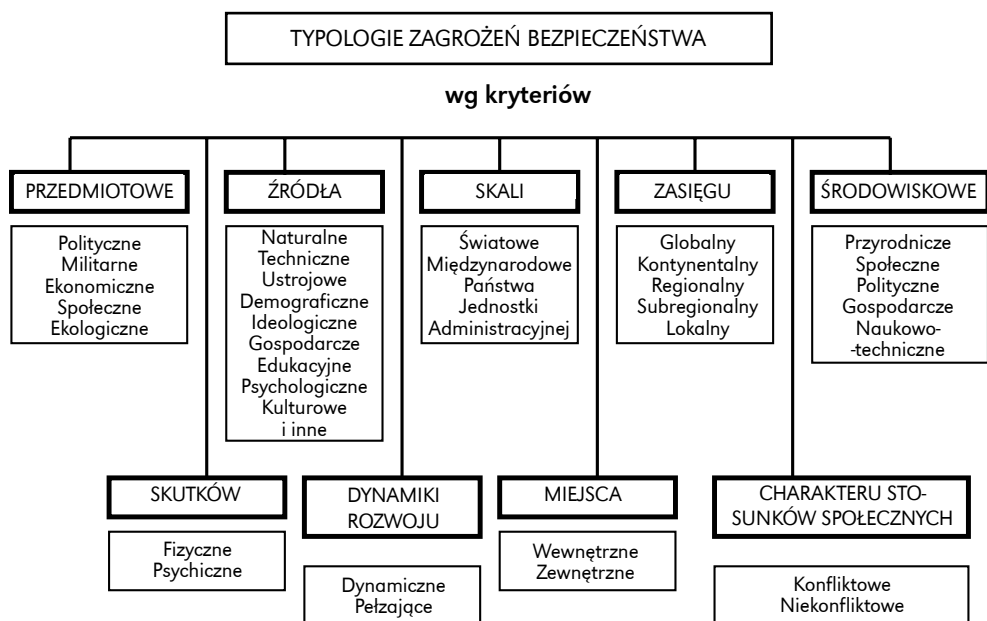 TYPOLOGIE ZAGROŻEŃ BEZPIECZEŃSTWA
wg kryteriów
PRZEDMIOTOWE
Polityczne
Militarne
Ekonomiczne
Społeczne
Ekologiczne
ŹRÓDŁA
Naturalne
Techniczne
Ustrojowe
Demograficzne
Ideologiczne
Gospodarcze
Edukacyjne
Psychologiczne
Kulturowe
i inne
SKALI
Światowe
Międzynarodowe
Państwa
Jednostki
Administracyjnej
ZASIĘGU
Globalny
Kontynentalny
Regionalny
Subregionalny
Lokalny
ŚRODOWISKOWE
Przyrodnicze
Społeczne
Polityczne
Gospodarcze
Naukowo-
-techniczne
SKUTKÓW
Fizyczne
Psychiczne
DYNAMIKI
ROZWOJU
Dynamiczne
Pełzające
MIEJSCA
Wewnętrzne
Zewnętrzne
CHARAKTERU STO-
SUNKÓW SPOŁECZNYCH
Konfliktowe
Niekonfliktowe